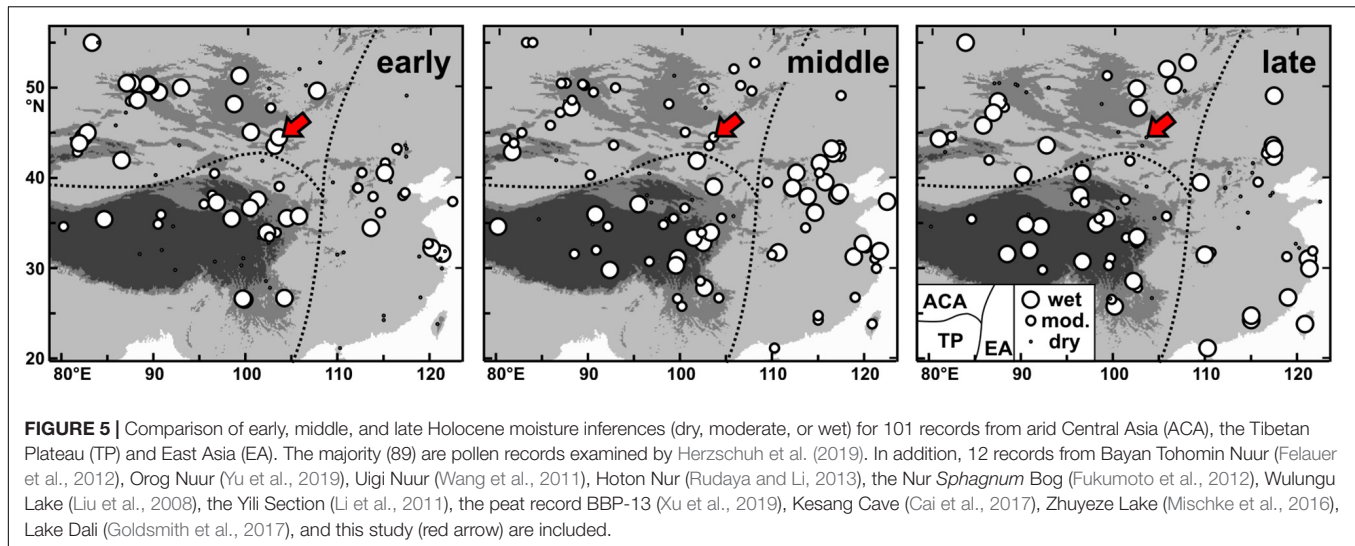 early
middle
late
50
°N
40
30
20
80°E 90 100 110 120
80°E 90 100 110 120
80°E 90 100 110 120
ACA
TP
EA
wet
mod.
dry
FIGURE 5 | Comparison of early, middle, and late Holocene moisture inferences (dry, moderate, or wet) for 101 records from arid Central Asia (ACA), the Tibetan
Plateau (TP) and East Asia (EA). The majority (89) are pollen records examined by Herzschuh et al. (2019). In addition, 12 records from Bayan Tohomin Nuur (Felauer
et al., 2012), Orog Nuur (Yu et al., 2019), Uigi Nuur (Wang et al., 2011), Hoton Nur (Rudaya and Li, 2013), the Nur Sphagnum Bog (Fukumoto et al., 2012), Wulungu
Lake (Liu et al., 2008), the Yili Section (Li et al., 2011), the peat record BBP-13 (Xu et al., 2019), Kesang Cave (Cai et al., 2017), Zhuyeze Lake (Mischke et al., 2016),
Lake Dali (Goldsmith et al., 2017), and this study (red arrow) are included.